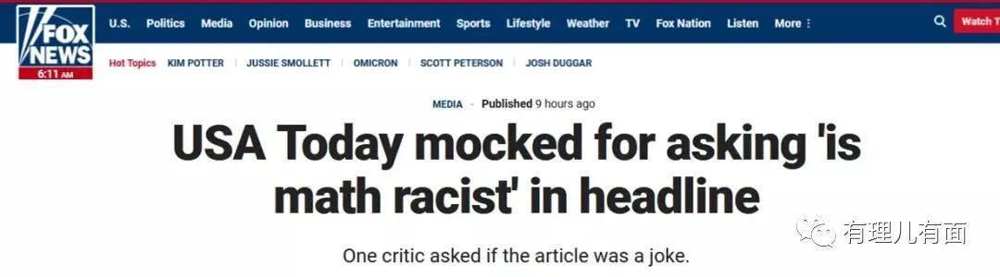 FOX
NEWS
6:11 AM
U.S. Politics Media Opinion Business Entertainment Sports Lifestyle Weather TV Fox Nation Listen More
Watch T
Hot Topics KIM POTTER JUSSIE SMOLLETT OMICRON SCOTT PETERSON JOSH DUGGAR
MEDIA - Published 9 hours ago
USA Today mocked for asking 'is
math racist' in headline
One critic asked if the article was a joke.
有理儿有面